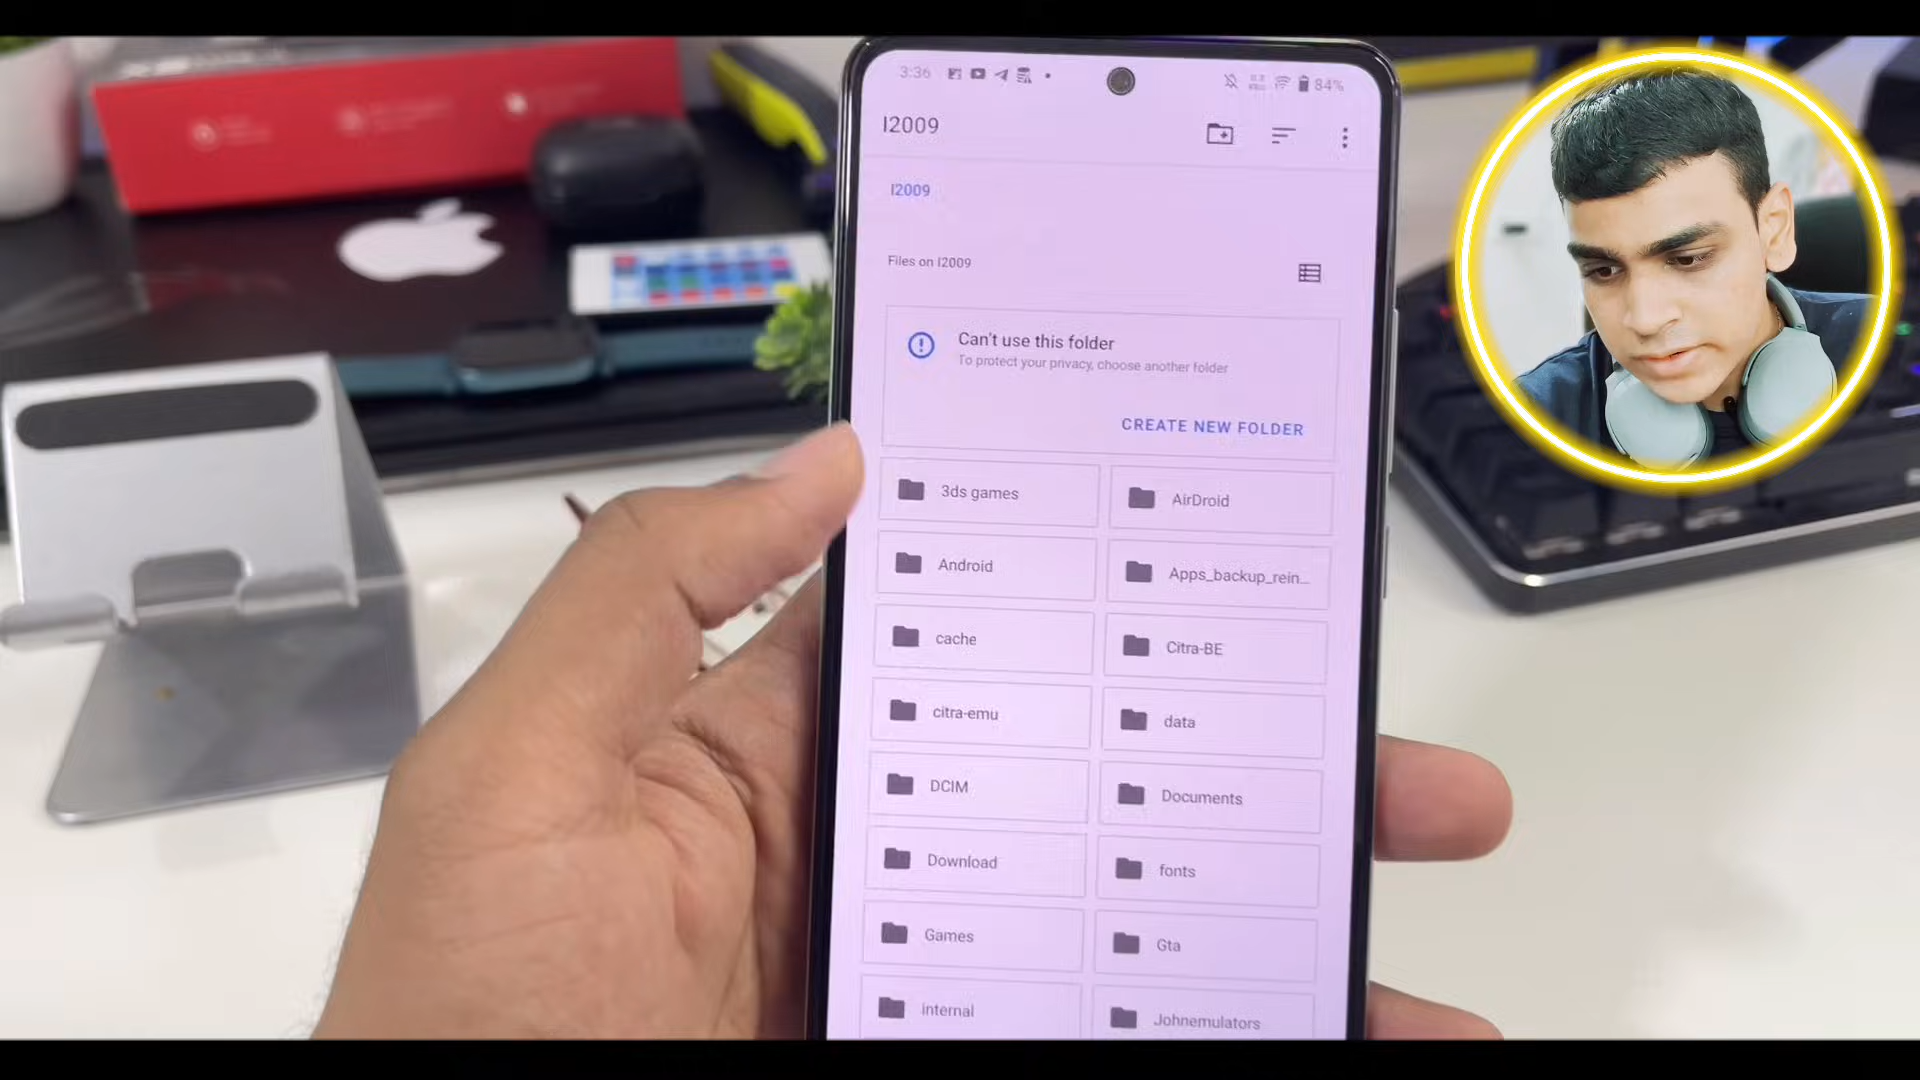 3:36
84%
I2009
I2009
Files on I2009
Can't use this folder
To protect your privacy, choose another folder
CREATE NEW FOLDER
3ds games
AirDroid
Android
Apps_backup_rein...
cache
Citra-BE
citra-emu
data
DCIM
Documents
Download
fonts
Games
Gta
internal
Johnemulators